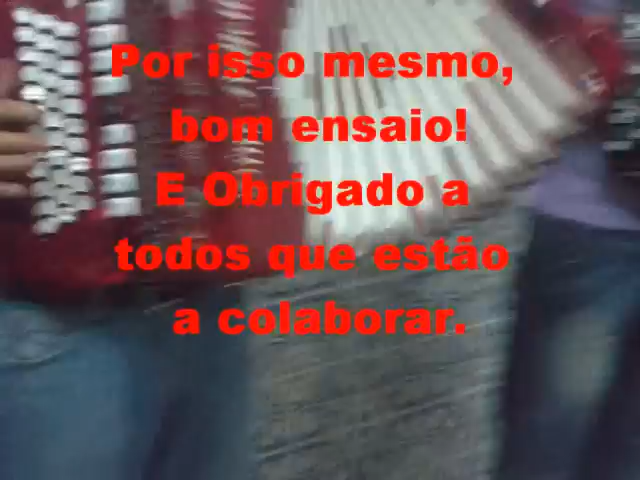 Por isso mesmo,
bom ensaio!
E Obrigado a
todos que estão
a colaborar.